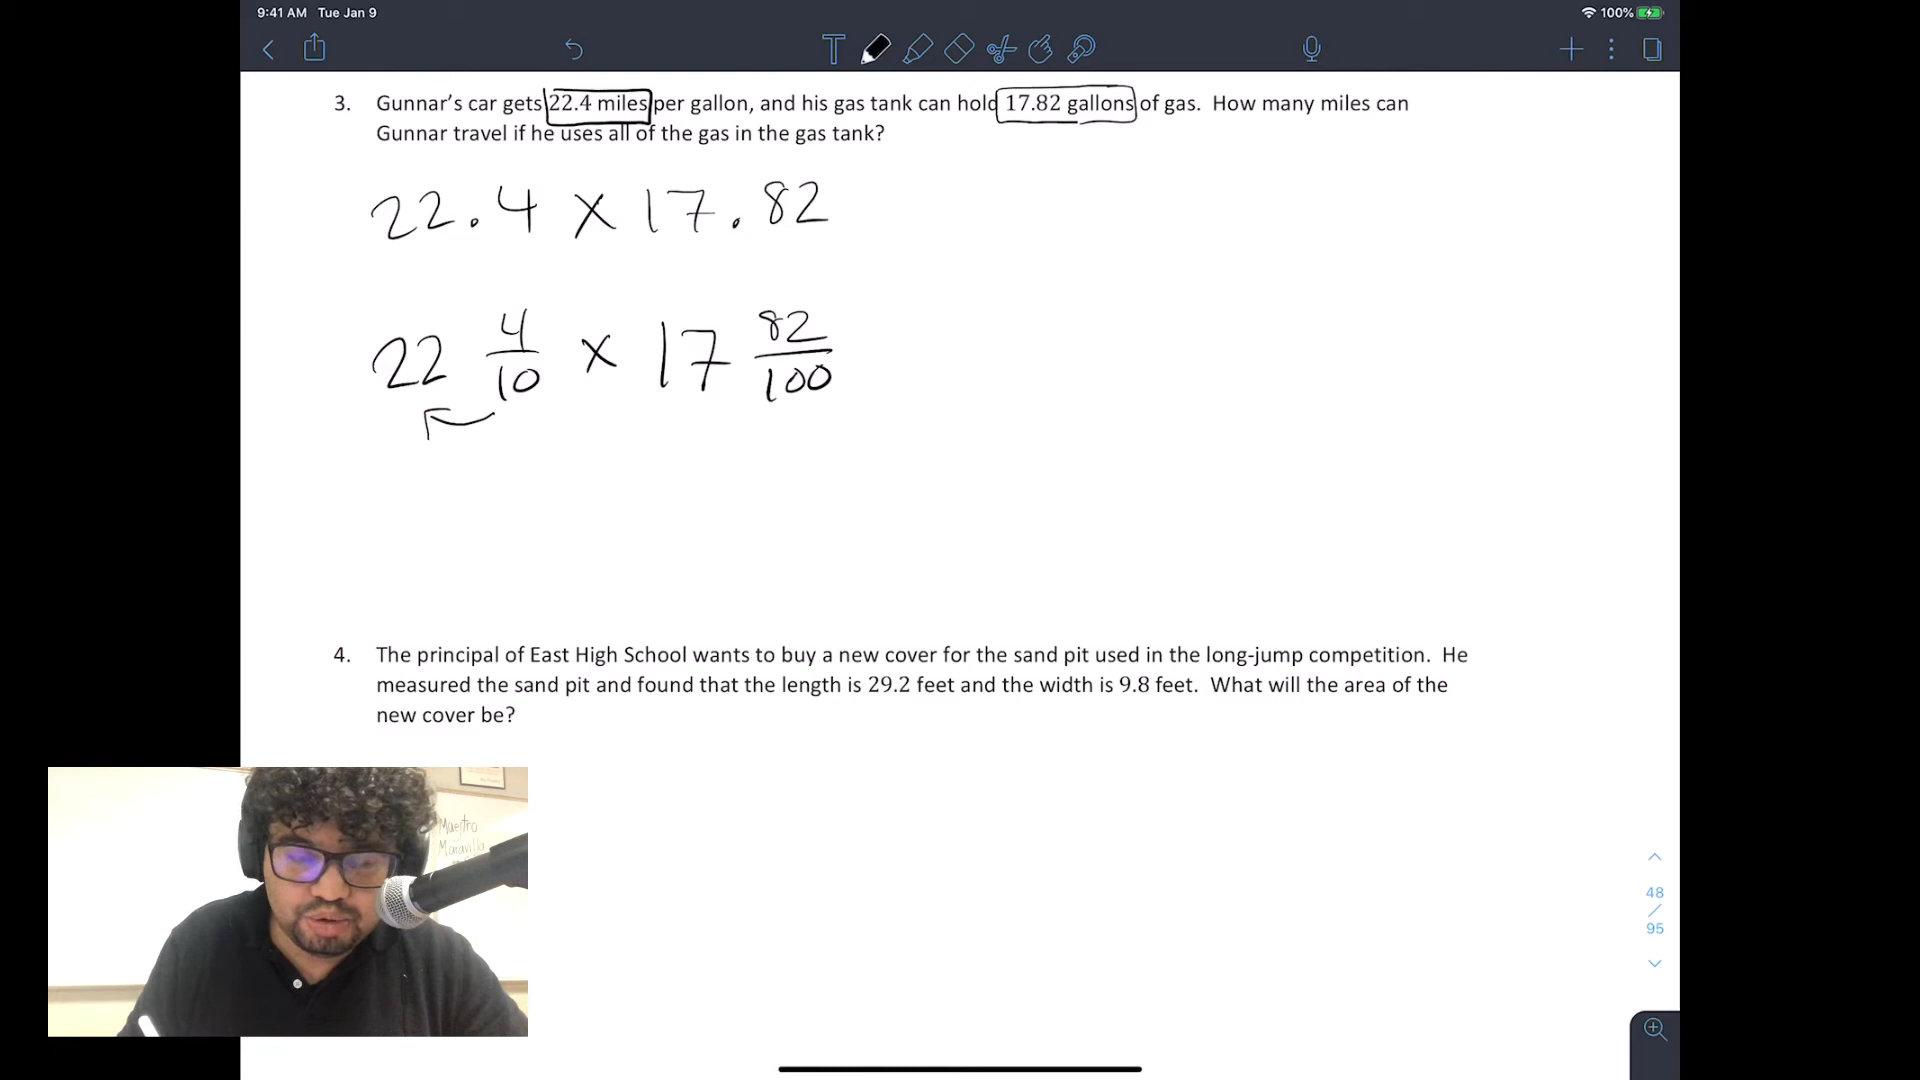 9:41 AM Tue Jan 9
100%
3. Gunnar's car gets 22.4 miles per gallon, and his gas tank can hold 17.82 gallons of gas. How many miles can
Gunnar travel if he uses all of the gas in the gas tank?
22.4 x 17.82
22 4/10 x 17 82/100
4. The principal of East High School wants to buy a new cover for the sand pit used in the long-jump competition. He
measured the sand pit and found that the length is 29.2 feet and the width is 9.8 feet. What will the area of the
new cover be?
Maestro
Maravilla
48
/
95